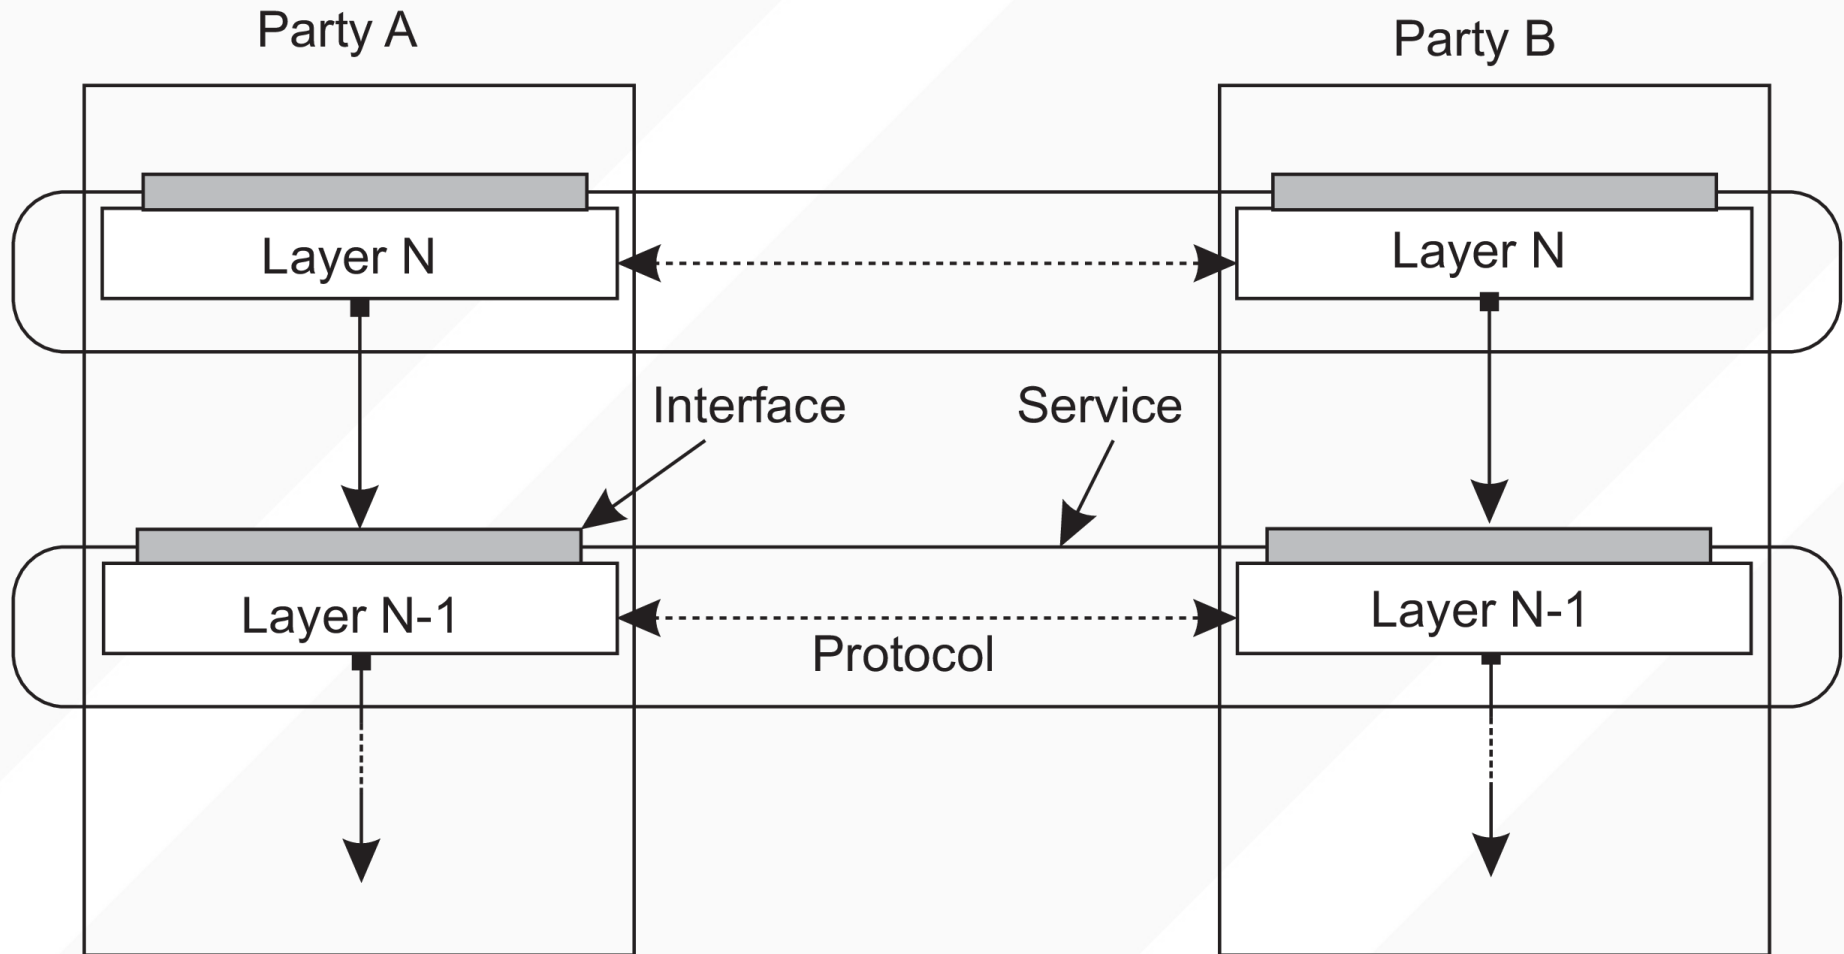 Party A
Party B
Layer N
Layer N
Interface
Service
Layer N-1
Layer N-1
Protocol